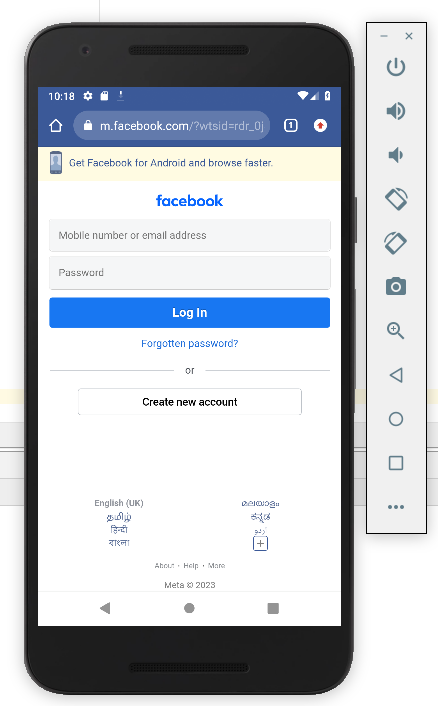 10:18
m.facebook.com/?wtsid=rdr_0j
1
Get Facebook for Android and browse faster.
facebook
Mobile number or email address
Password
Log In
Forgotten password?
or
Create new account
English (UK) മലയാളം
தமிழ் ಕನ್ನಡ
हिन्दी اردو
বাংলা
About • Help • More
Meta © 2023